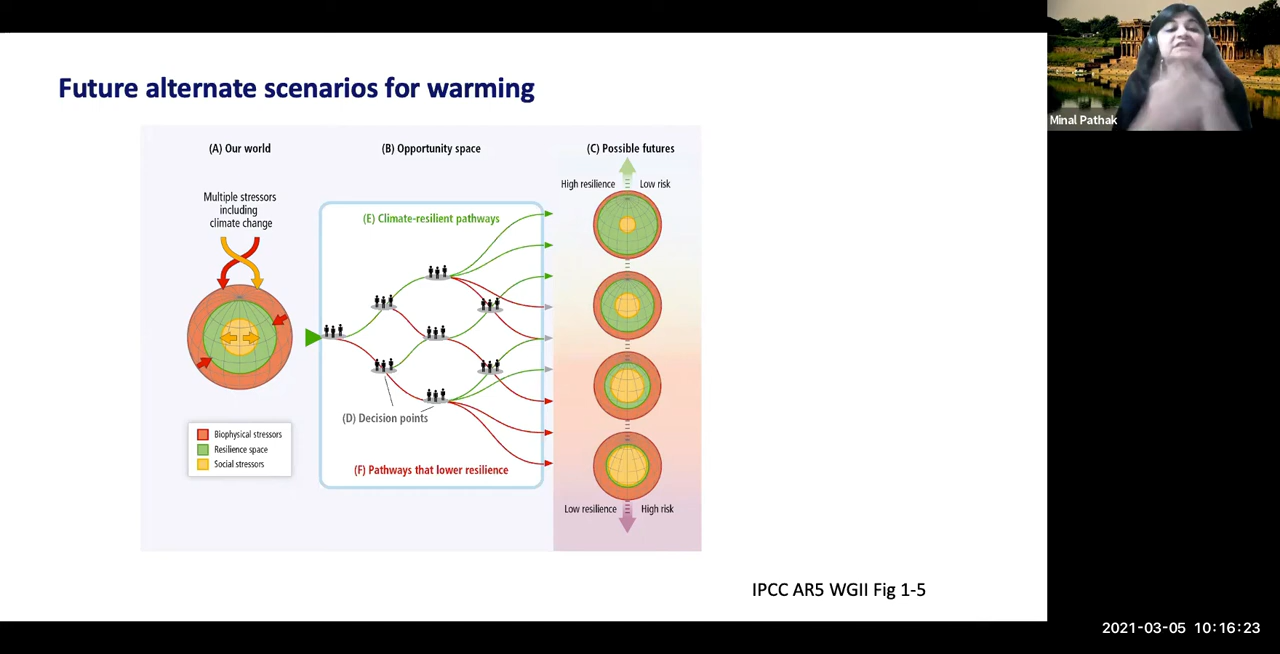 Future alternate scenarios for warming
(A) Our world
(B) Opportunity space
(C) Possible futures
Multiple stressors
including
climate change
(E) Climate-resilient pathways
High resilience
Low risk
(D) Decision points
Biophysical stressors
Resilience space
Social stressors
(F) Pathways that lower resilience
Low resilience
High risk
IPCC AR5 WGII Fig 1-5
Minal Pathak
2021-03-05 10:16:23